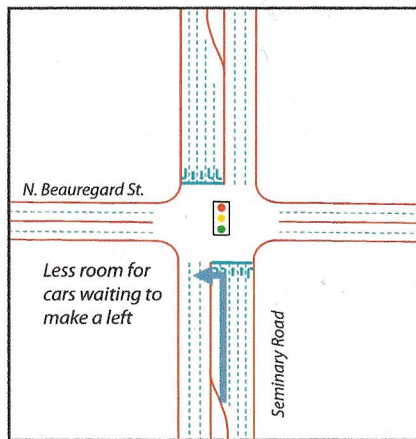 N. Beauregard St.
Less room for
cars waiting to
make a left
Seminary Road